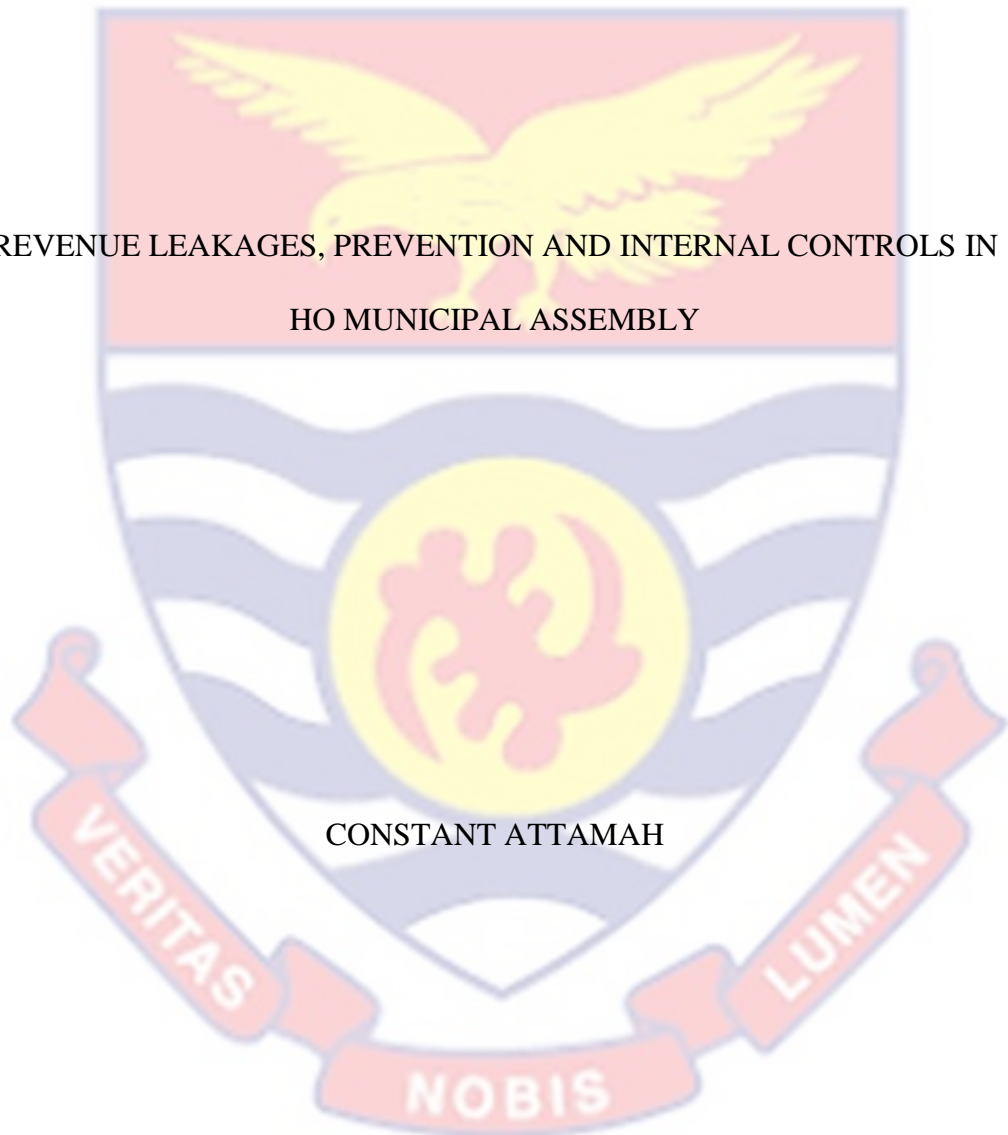 REVENUE LEAKAGES, PREVENTION AND INTERNAL CONTROLS IN
HO MUNICIPAL ASSEMBLY
CONSTANT ATTAMAH
VERITAS
NOBIS
LUMEN